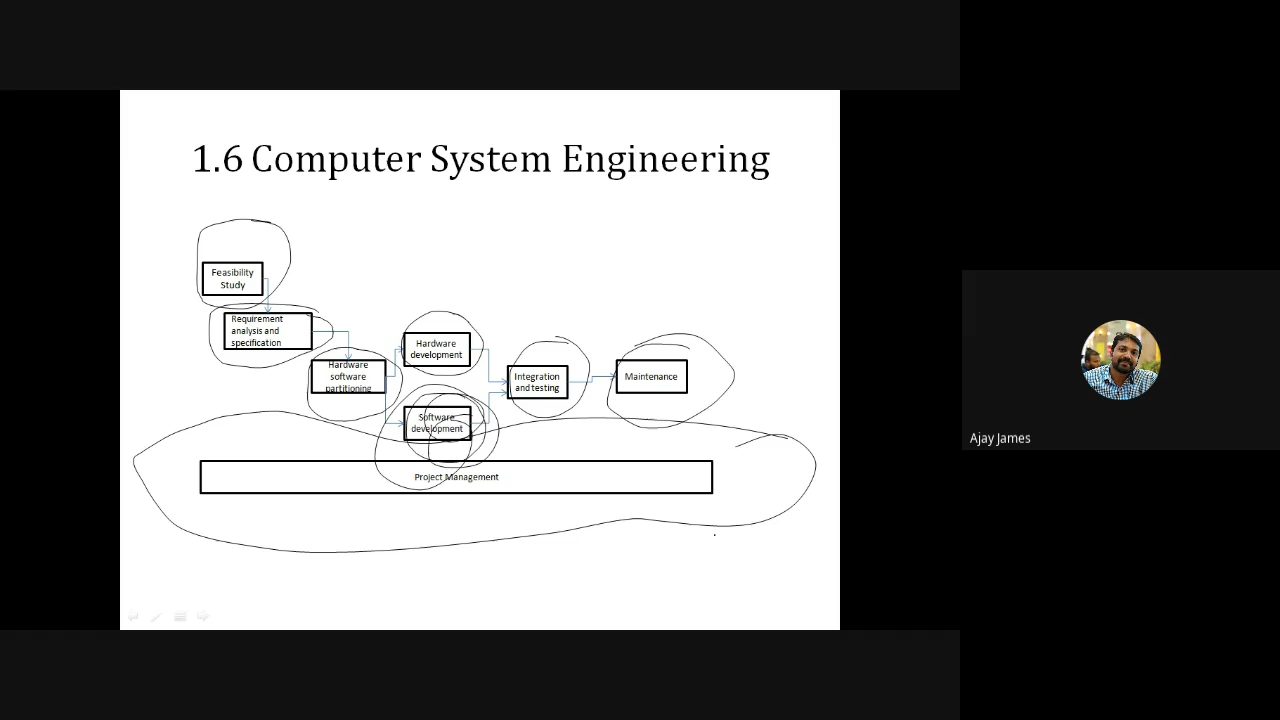 1.6 Computer System Engineering
Feasibility
Study
Requirement
analysis and
specification
Hardware
software
partitioning
Hardware
development
Software
development
Integration
and testing
Maintenance
Project Management
Ajay James